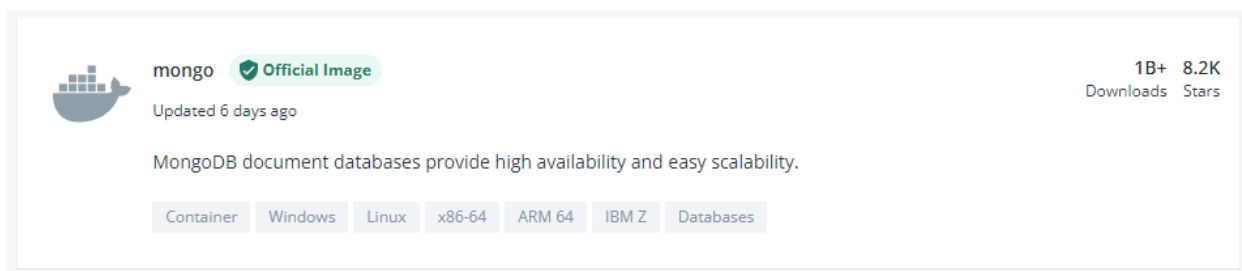 mongo Official Image 1B+ 8.2K
Updated 6 days ago Downloads Stars
MongoDB document databases provide high availability and easy scalability.
Container Windows Linux x86-64 ARM 64 IBM Z Databases